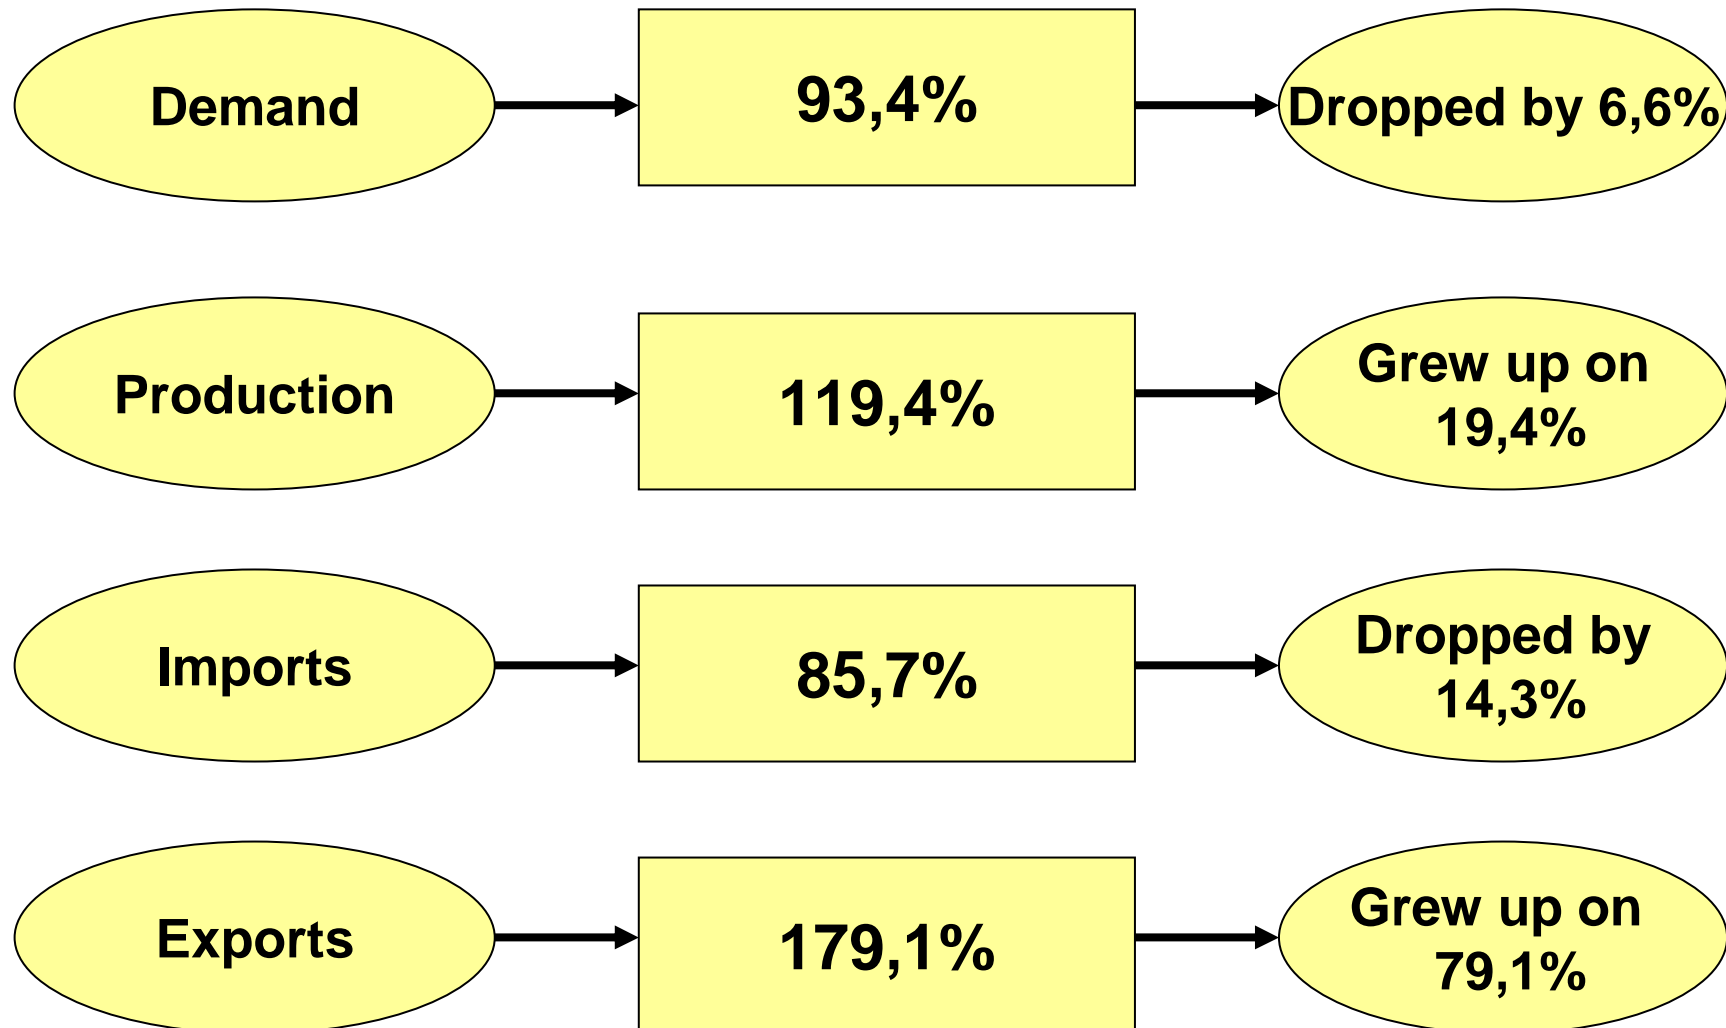 Demand
93,4%
Dropped by 6,6%
Production
119,4%
Grew up on
19,4%
Imports
85,7%
Dropped by
14,3%
Exports
179,1%
Grew up on
79,1%